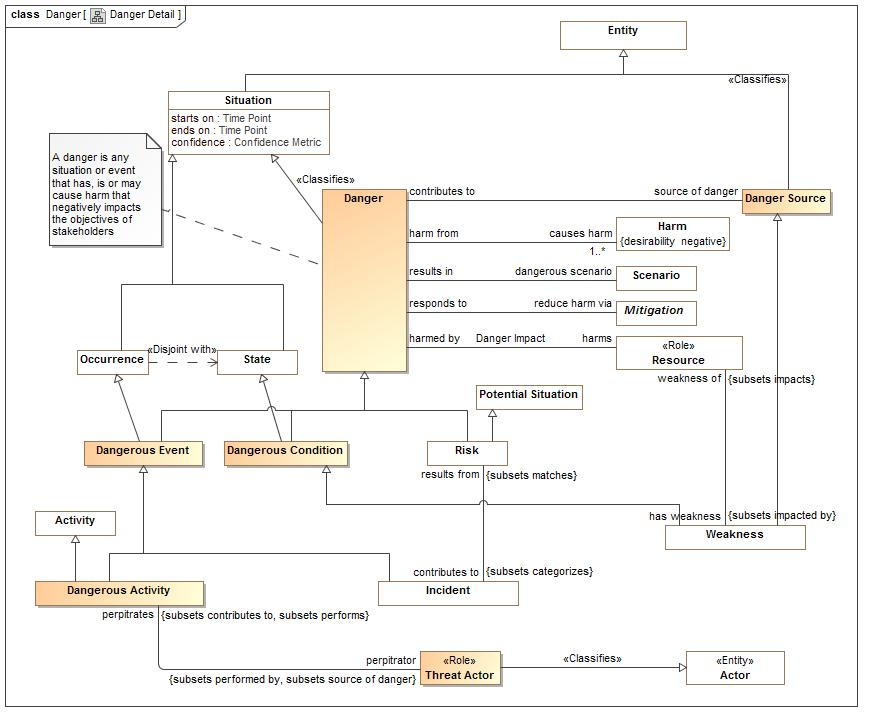 class Danger [ Danger Detail ]
Entity
«Classifies»
Situation
starts on : Time Point
ends on : Time Point
confidence : Confidence Metric
A danger is any
situation or event
that has, is or may
cause harm that
negatively impacts
the objectives of
stakeholders
«Classifies»
Danger
contributes to
source of danger
Danger Source
harm from
causes harm
1..*
Harm
{desirability negative}
results in
dangerous scenario
Scenario
responds to
reduce harm via
Mitigation
harmed by
Danger Impact
harms
«Role»
Resource
Occurrence
«Disjoint with»
State
weakness of
{subsets impacts}
Potential Situation
Dangerous Event
Dangerous Condition
Risk
results from
{subsets matches}
has weakness
{subsets impacted by}
Weakness
Activity
contributes to
{subsets categorizes}
Dangerous Activity
Incident
perpitrates
{subsets contributes to, subsets performs}
perpitrator
{subsets performed by, subsets source of danger}
«Role»
Threat Actor
«Classifies»
«Entity»
Actor